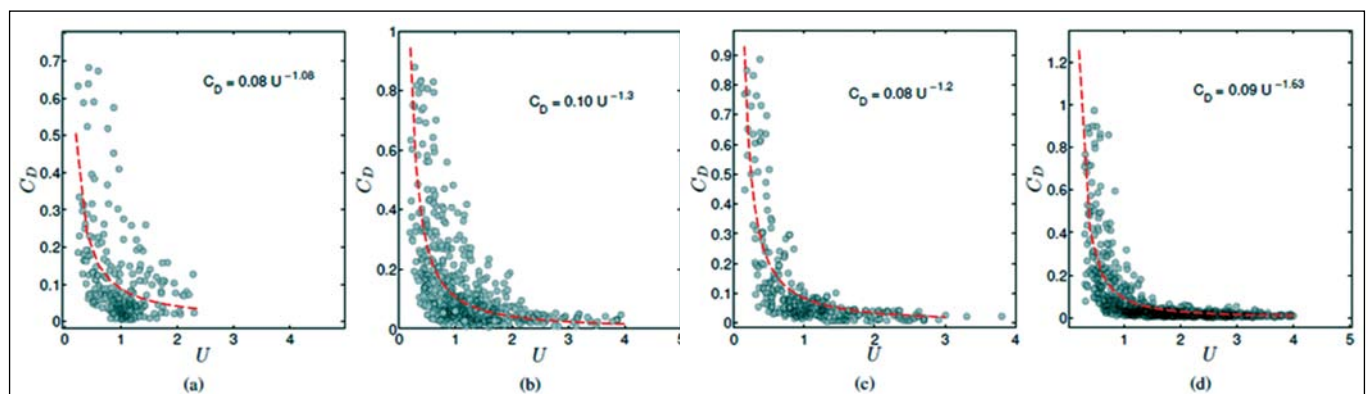 C_D = 0.08 U^-1.08
C_D
0.7
0.6
0.5
0.4
0.3
0.2
0.1
0
0 1 2 3 4
U
(a)
C_D = 0.10 U^-1.3
C_D
1
0.8
0.6
0.4
0.2
0
0 1 2 3 4 5
U
(b)
C_D = 0.08 U^-1.2
C_D
0.9
0.8
0.7
0.6
0.5
0.4
0.3
0.2
0.1
0
0 1 2 3 4
U
(c)
C_D = 0.09 U^-1.53
C_D
1.2
1.0
0.8
0.6
0.4
0.2
0
1 2 3 4 5
U
(d)